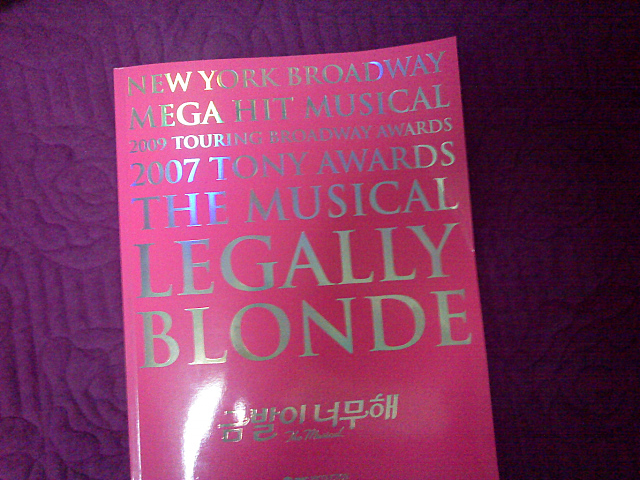 NEW YORK BROADWAY
MEGA HIT MUSICAL
2009 TOURING BROADWAY AWARDS
2007 TONY AWARDS
THE MUSICAL
LEGALLY
BLONDE
금발이 너무해
The Musical